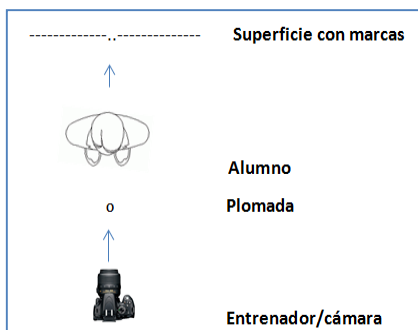 -------------..-------------- Superficie con marcas
Alumno
o Plomada
Entrenador/cámara